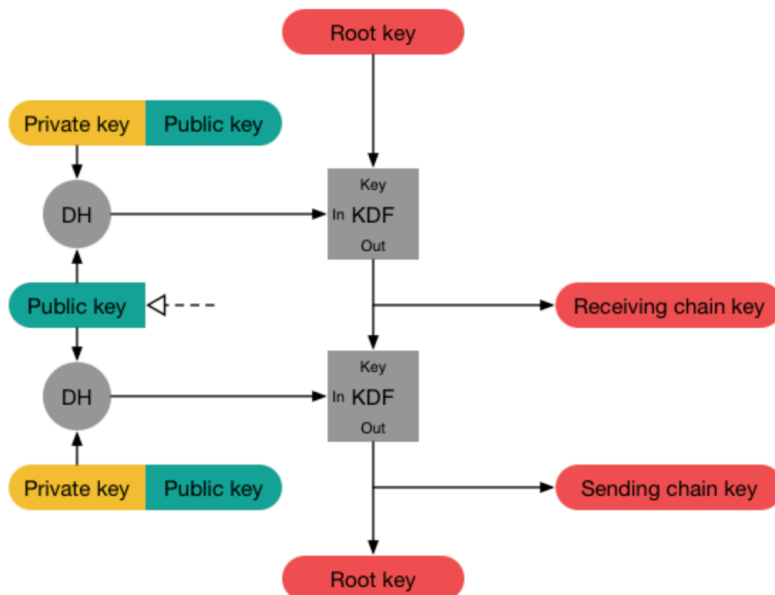 Root key
Private key Public key
Key
DH In KDF
Out
Public key Receiving chain key
Key
DH In KDF
Out
Private key Public key Sending chain key
Root key